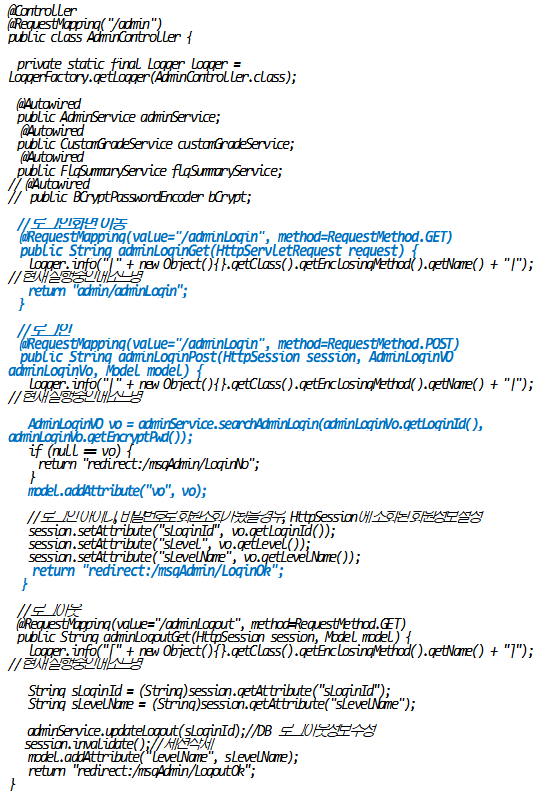 @Controller
@RequestMapping("/admin")
public class AdminController {
private static final Logger logger =
LoggerFactory.getLogger(AdminController.class);
@Autowired
public AdminService adminService;
@Autowired
public CustomGradeService customGradeService;
@Autowired
public FlgSummaryService flgSummaryService;
// @Autowired
// public BCryptPasswordEncoder bCrypt;
//로그인화면 이동
@RequestMapping(value="/adminLogin", method=RequestMethod.GET)
public String adminLoginGet(HttpServletRequest request) {
logger.info("[" + new Object(){}.getClass().getEnclosingMethod().getName() + "]");
//현재 실행중인 메소드명
return "admin/adminLogin";
}
//로그인
@RequestMapping(value="/adminLogin", method=RequestMethod.POST)
public String adminLoginPost(HttpSession session, AdminLoginVO
adminLoginVo, Model model) {
logger.info("[" + new Object(){}.getClass().getEnclosingMethod().getName() + "]");
//현재 실행중인 메소드명
AdminLoginVO vo = adminService.searchAdminLogin(adminLoginVo.getLoginId(),
adminLoginVo.getEncryptPwd());
if (null == vo) {
return "redirect:/msgAdmin/LoginNo";
}
model.addAttribute("vo", vo);
//로그인 아이디, 비밀번호로 회원조회가 됬을 경우, HttpSession에 조회된 회원정보 설정
session.setAttribute("sLoginId", vo.getLoginId());
session.setAttribute("sLevel", vo.getLevel());
session.setAttribute("sLevelName", vo.getLevelName());
return "redirect:/msgAdmin/LoginOk";
}
//로그아웃
@RequestMapping(value="/adminLogout", method=RequestMethod.GET)
public String adminLogoutGet(HttpSession session, Model model) {
logger.info("[" + new Object(){}.getClass().getEnclosingMethod().getName() + "]");
//현재 실행중인 메소드명
String sLoginId = (String)session.getAttribute("sLoginId");
String sLevelName = (String)session.getAttribute("sLevelName");
adminService.updateLogout(sLoginId);//DB 로그아웃정보 수정
session.invalidate();//세션삭제
model.addAttribute("levelName", sLevelName);
return "redirect:/msgAdmin/LogoutOk";
}